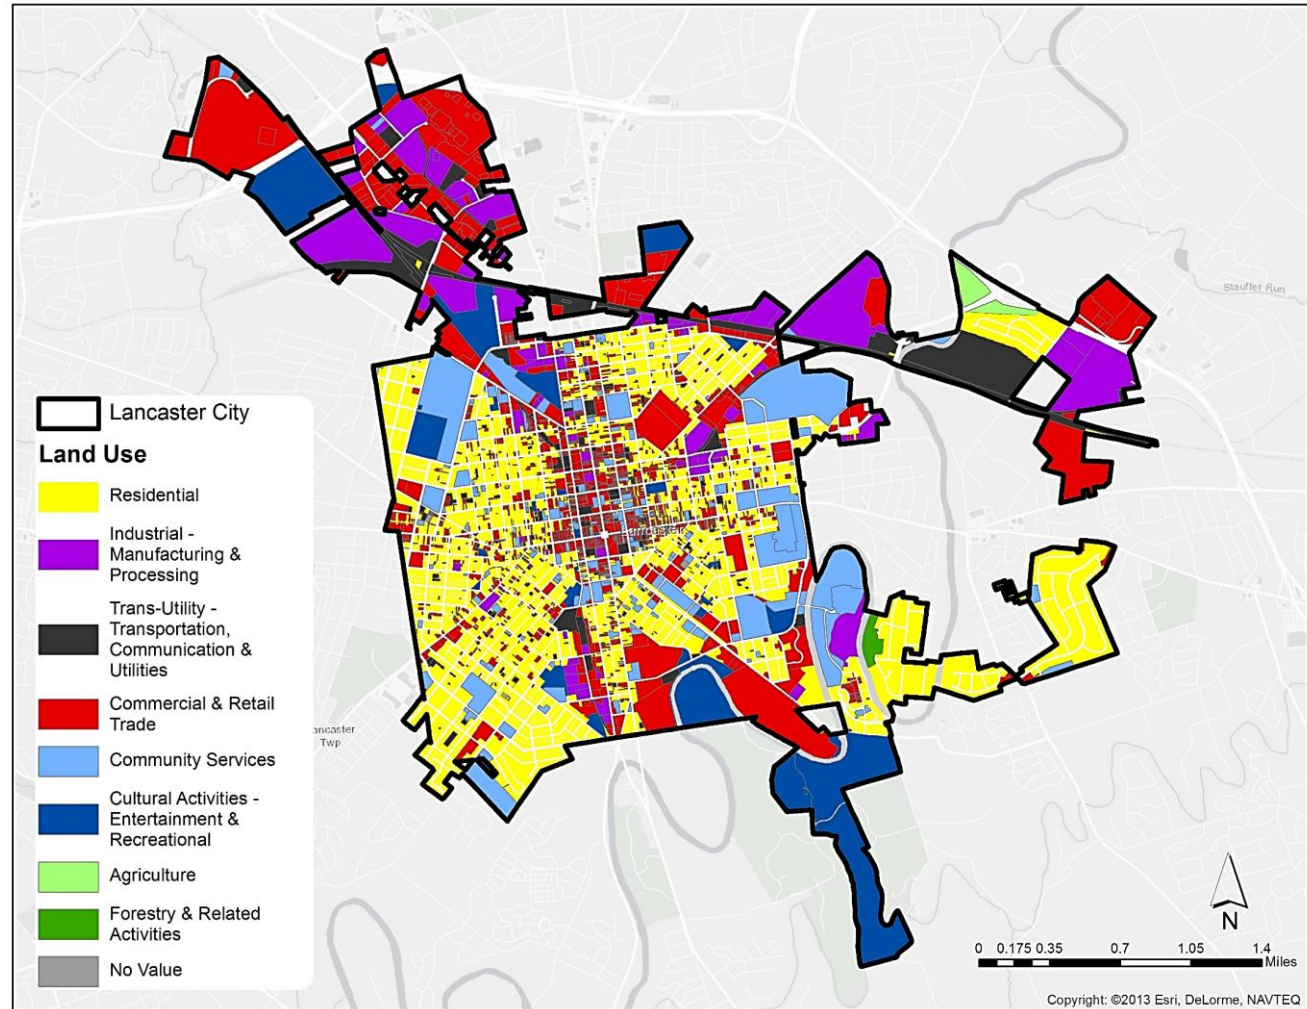 Stauffer Run
Lancaster City
Land Use
Residential
Industrial -
Manufacturing &
Processing
Trans-Utility -
Transportation,
Communication &
Utilities
Commercial & Retail
Trade
Community Services
Cultural Activities -
Entertainment &
Recreational
Agriculture
Forestry & Related
Activities
No Value
Lancaster
ancaster
Twp
N
0 0.175 0.35 0.7 1.05 1.4
Miles
Copyright: ©2013 Esri, DeLorme, NAVTEQ